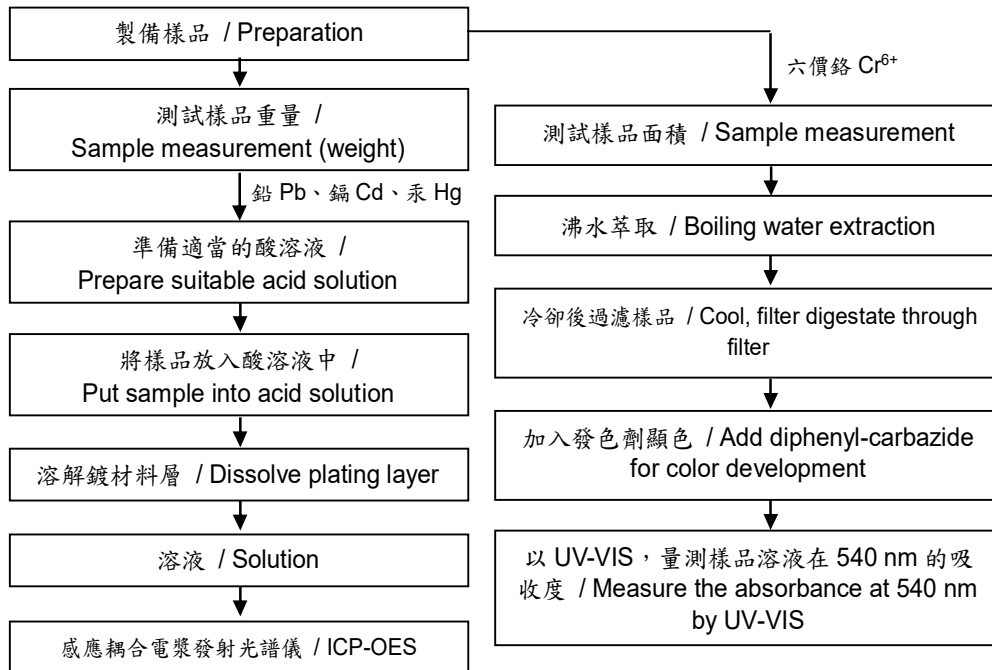 製備樣品 / Preparation
測試樣品重量 /
Sample measurement (weight)
鉛 Pb、鎘 Cd、汞 Hg
準備適當的酸溶液 /
Prepare suitable acid solution
將樣品放入酸溶液中 /
Put sample into acid solution
溶解鍍材料層 / Dissolve plating layer
溶液 / Solution
感應耦合電漿發射光譜儀 / ICP-OES
六價鉻 Cr⁶⁺
測試樣品面積 / Sample measurement
沸水萃取 / Boiling water extraction
冷卻後過濾樣品 / Cool, filter digestate through
filter
加入發色劑顯色 / Add diphenyl-carbazide
for color development
以 UV-VIS，量測樣品溶液在 540 nm 的吸
收度 / Measure the absorbance at 540 nm
by UV-VIS